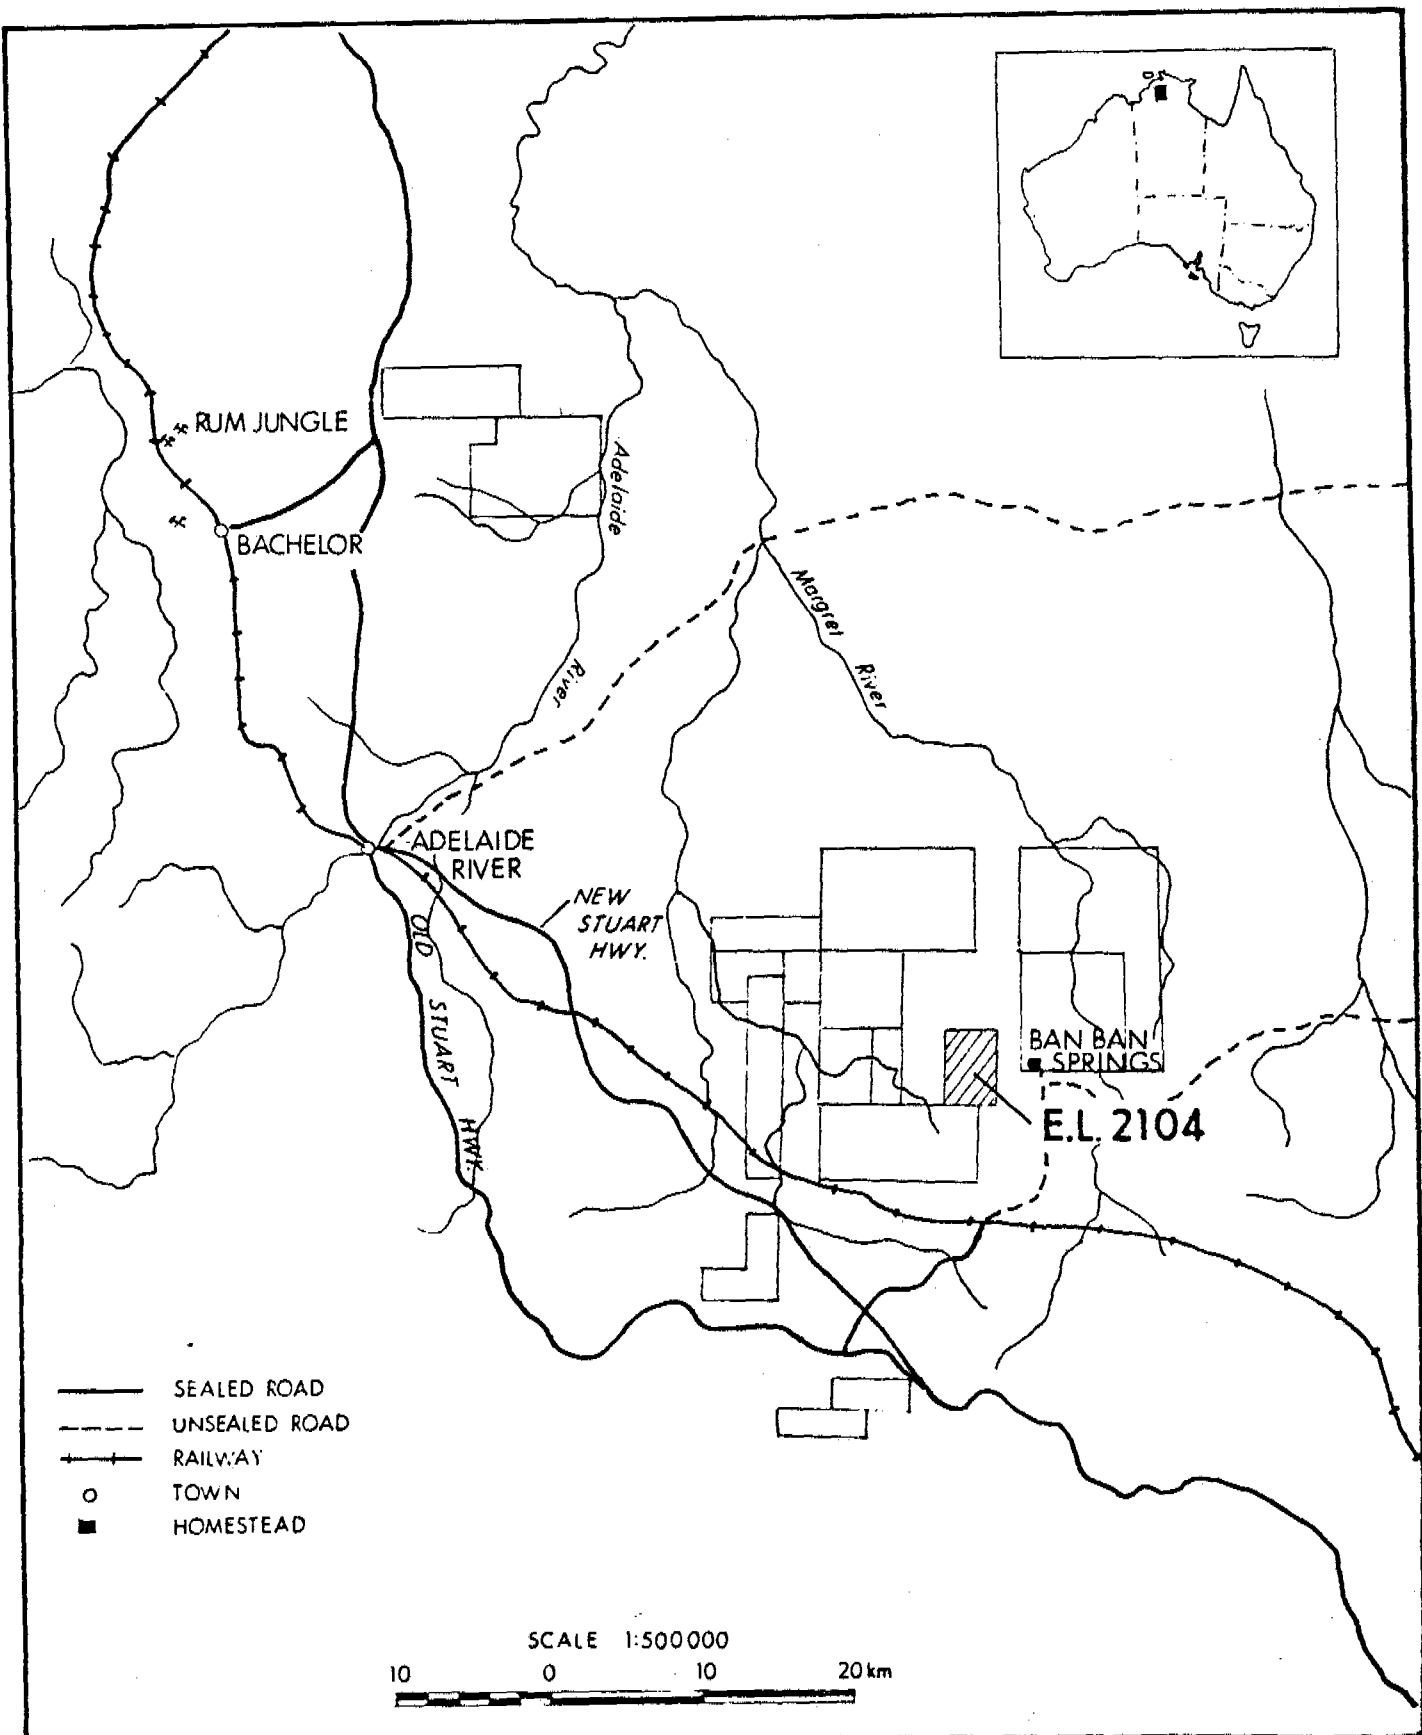 RUM JUNGLE
BACHELOR
Adelaide
River
Margret
River
ADELAIDE
RIVER
NEW
STUART
HWY.
OLD
STUART
HWY.
BAN BAN
SPRINGS
E.L. 2104
SEALED ROAD
UNSEALED ROAD
RAILWAY
TOWN
HOMESTEAD
SCALE 1:500000
10 0 10 20 km